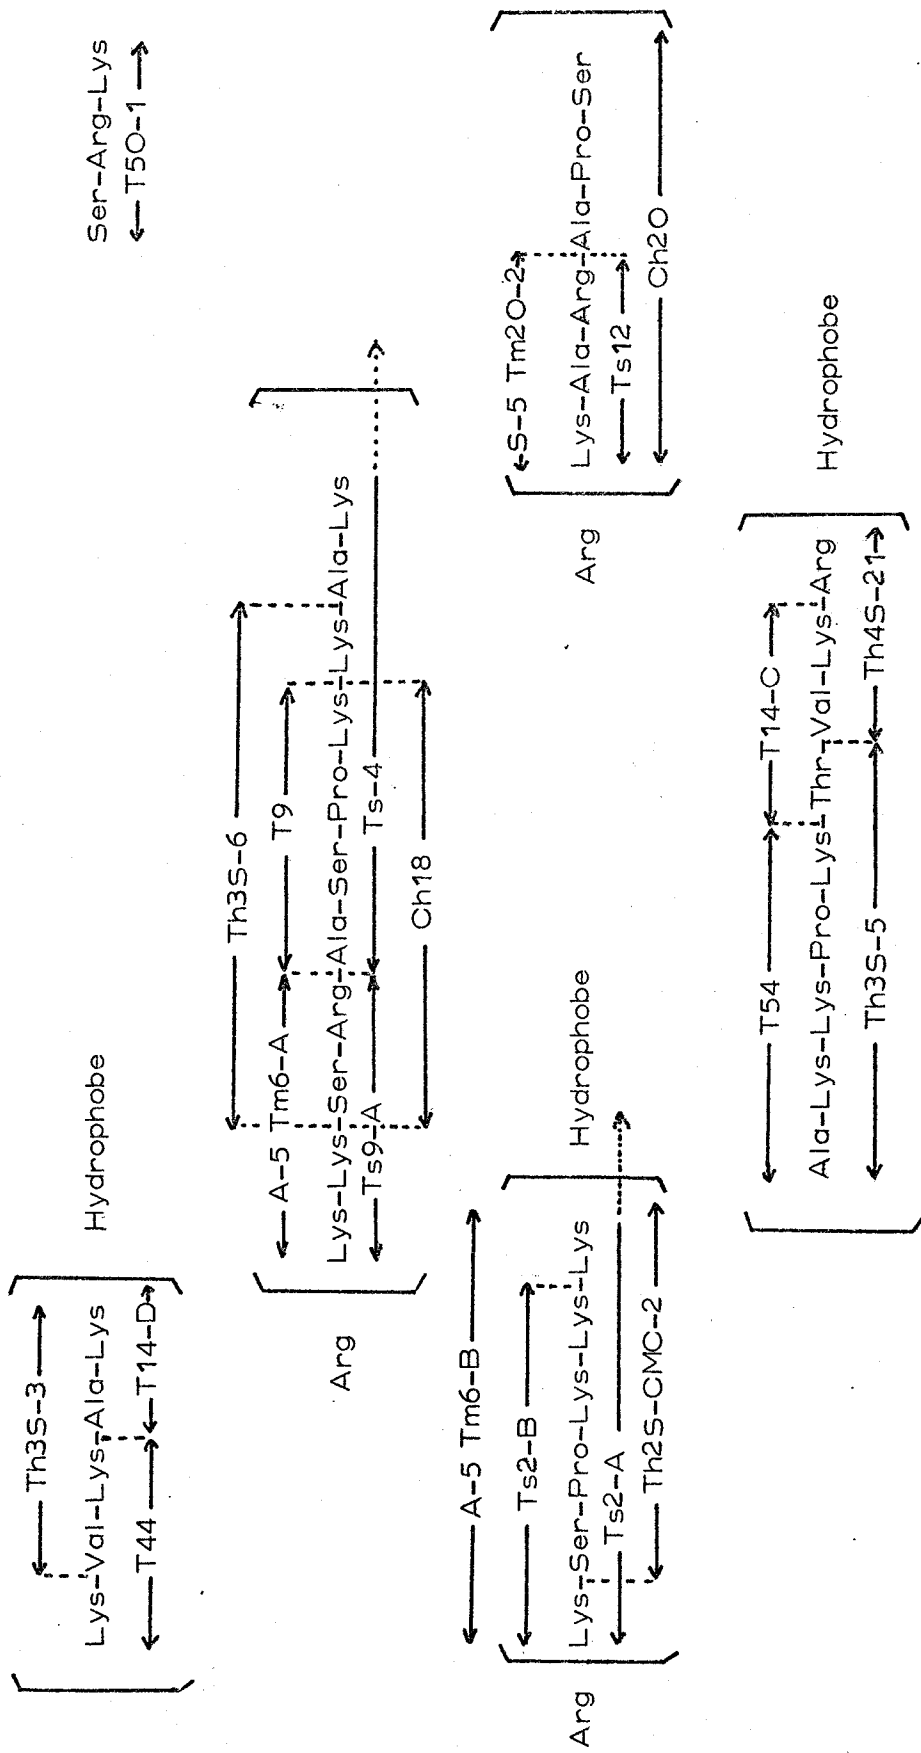 Th3S-3
Hydrophobe
Lys-Val-Lys-Ala-Lys
T44
T14-D
Ser-Arg-Lys
T50-1
Th3S-6
A-5 Tm6-A
T9
Arg
Lys-Lys-Ser-Arg-Ala-Ser-Pro-Lys-Lys-Ala-Lys
Ts9-A
Ts-4
Ch18
A-5 Tm6-B
Ts2-B
Arg
Lys-Ser-Pro-Lys-Lys-Lys
Hydrophobe
Ts2-A
Th2S-CMC-2
S-5 Tm20-2
Arg
Lys-Ala-Arg-Ala-Pro-Ser
Ts12
Ch20
T54
T14-C
Ala-Lys-Lys-Pro-Lys-Thr-Val-Lys-Arg
Hydrophobe
Th3S-5
Th4S-21